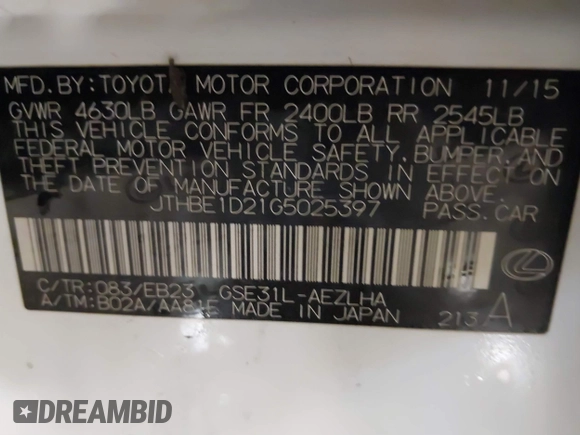 MFD. BY: TOYOTA MOTOR CORPORATION 11/15
GVWR 4630LB GAWR FR 2400LB RR 2545LB
THIS VEHICLE CONFORMS TO ALL APPLICABLE
FEDERAL MOTOR VEHICLE SAFETY, BUMPER, AND
THEFT PREVENTION STANDARDS IN EFFECT ON
THE DATE OF MANUFACTURE SHOWN ABOVE.
JTHBE1D21G5025397 PASS. CAR
C/TR: 083/EB23 GSE31L-AEZLHA
A/TM: B02A/AA81E MADE IN JAPAN 213 A
DREAMBID